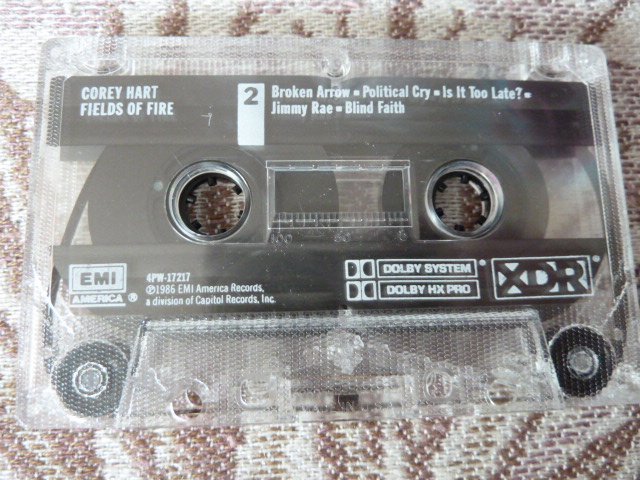 COREY HART
FIELDS OF FIRE
2
Broken Arrow ▪ Political Cry ▪ Is It Too Late? ▪
Jimmy Rae ▪ Blind Faith
100 50 0
EMI
AMERICA ®
4PW-17217
℗1986 EMI America Records,
a division of Capitol Records, Inc.
DOLBY SYSTEM ®
DOLBY HX PRO
XDR